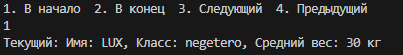 1. В начало  2. В конец  3. Следующий  4. Предыдущий
1
Текущий: Имя: LUX, Класс: negetero, Средний вес: 30 кг